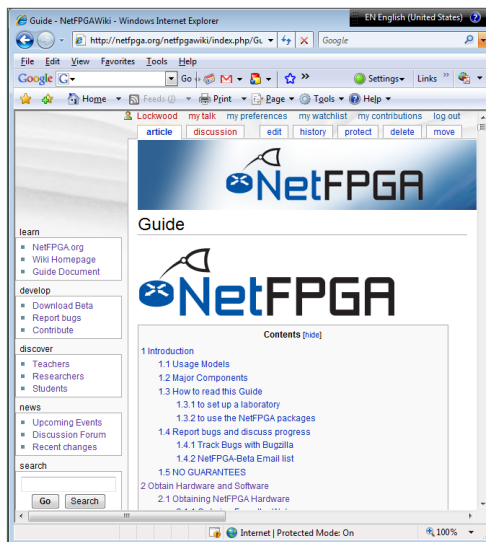 Guide - NetFPGAWiki - Windows Internet Explorer
EN English (United States)
http://netfpga.org/netfpgawiki/index.php/Gu
Google
File Edit View Favorites Tools Help
Google G Go M Settings Links »
Home Feeds (J) Print Page Tools Help
Lockwood my talk my preferences my watchlist my contributions log out
article discussion edit history protect delete move
NetFPGA
Guide
NetFPGA
learn
NetFPGA.org
Wiki Homepage
Guide Document
develop
Download Beta
Report bugs
Contribute
discover
Teachers
Researchers
Students
news
Upcoming Events
Discussion Forum
Recent changes
search
Go Search
Contents [hide]
1 Introduction
1.1 Usage Models
1.2 Major Components
1.3 How to read this Guide
1.3.1 to set up a laboratory
1.3.2 to use the NetFPGA packages
1.4 Report bugs and discuss progress
1.4.1 Track Bugs with Bugzilla
1.4.2 NetFPGA-Beta Email list
1.5 NO GUARANTEES
2 Obtain Hardware and Software
2.1 Obtaining NetFPGA Hardware
Internet | Protected Mode: On
100%